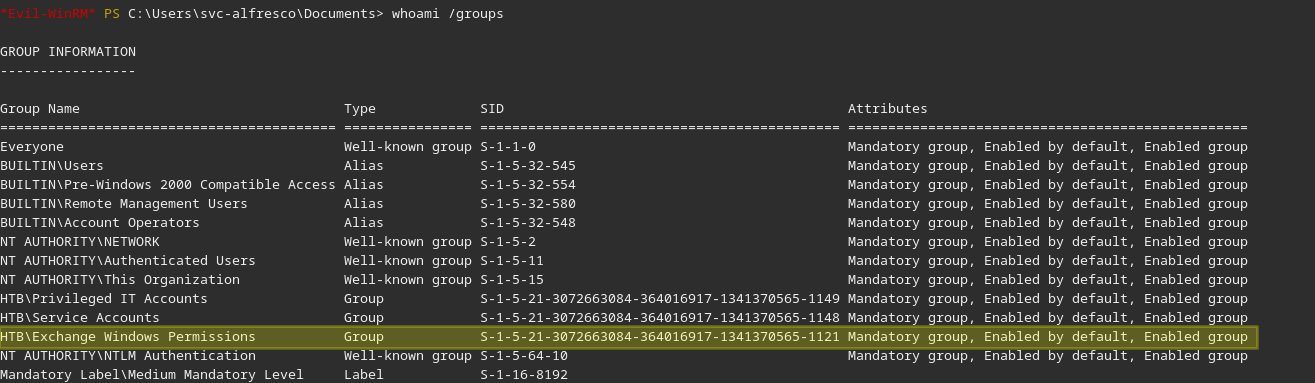 *Evil-WinRM* PS C:\Users\svc-alfresco\Documents> whoami /groups
GROUP INFORMATION
-----------------
Group Name                                 Type             SID                                           Attributes
========================================== ================ ============================================= ==================================================
Everyone                                   Well-known group S-1-1-0                                       Mandatory group, Enabled by default, Enabled group
BUILTIN\Users                              Alias            S-1-5-32-545                                  Mandatory group, Enabled by default, Enabled group
BUILTIN\Pre-Windows 2000 Compatible Access Alias            S-1-5-32-554                                  Mandatory group, Enabled by default, Enabled group
BUILTIN\Remote Management Users            Alias            S-1-5-32-580                                  Mandatory group, Enabled by default, Enabled group
BUILTIN\Account Operators                  Alias            S-1-5-32-548                                  Mandatory group, Enabled by default, Enabled group
NT AUTHORITY\NETWORK                       Well-known group S-1-5-2                                       Mandatory group, Enabled by default, Enabled group
NT AUTHORITY\Authenticated Users           Well-known group S-1-5-11                                      Mandatory group, Enabled by default, Enabled group
NT AUTHORITY\This Organization             Well-known group S-1-5-15                                      Mandatory group, Enabled by default, Enabled group
HTB\Privileged IT Accounts                 Group            S-1-5-21-3072663084-364016917-1341370565-1149 Mandatory group, Enabled by default, Enabled group
HTB\Service Accounts                       Group            S-1-5-21-3072663084-364016917-1341370565-1148 Mandatory group, Enabled by default, Enabled group
HTB\Exchange Windows Permissions           Group            S-1-5-21-3072663084-364016917-1341370565-1121 Mandatory group, Enabled by default, Enabled group
NT AUTHORITY\NTLM Authentication           Well-known group S-1-5-64-10                                   Mandatory group, Enabled by default, Enabled group
Mandatory Label\Medium Mandatory Level     Label            S-1-16-8192